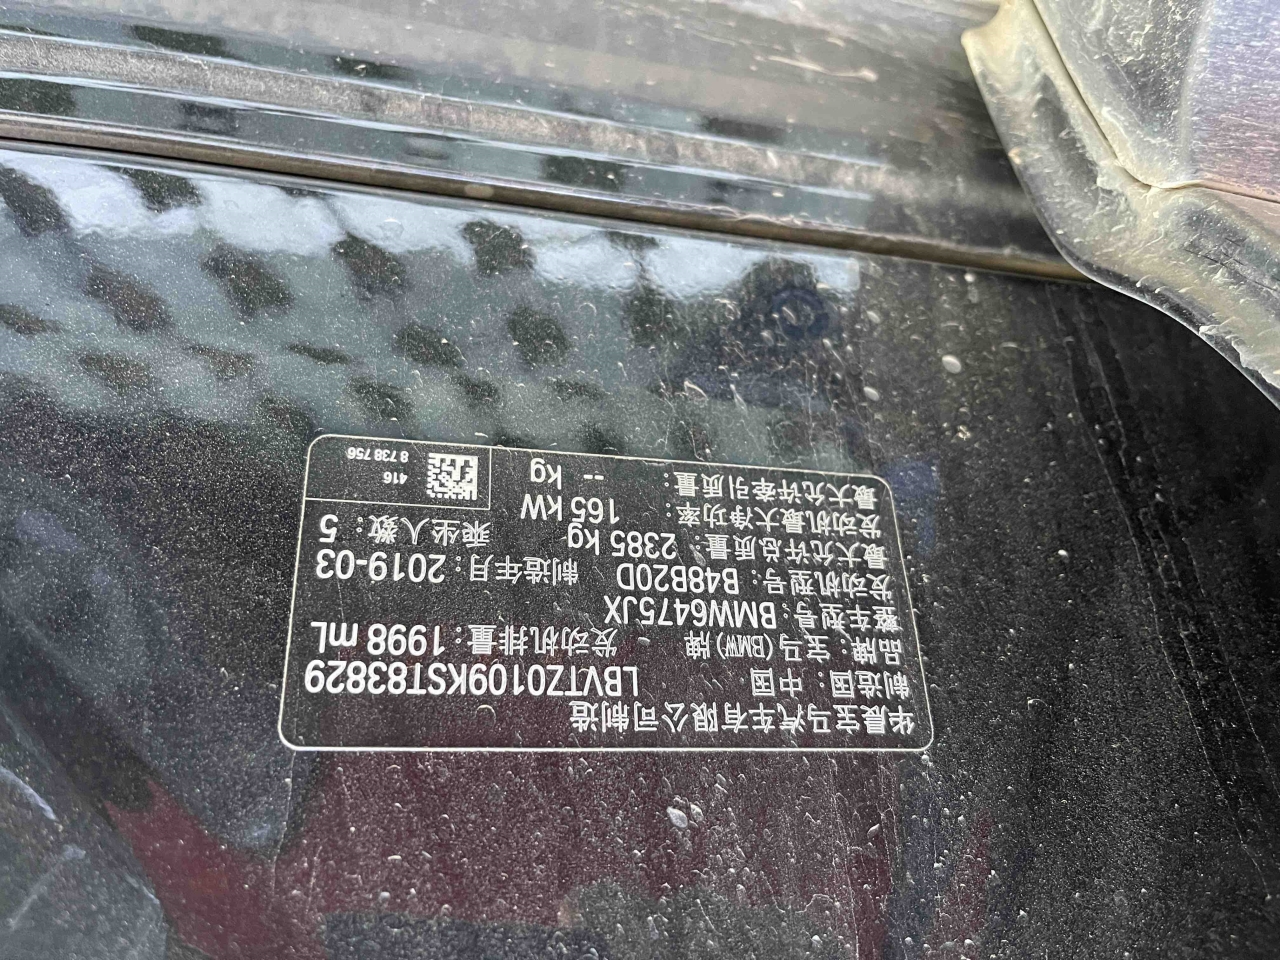 华晨宝马汽车有限公司制造
制造国：中国 LBVTZ0109KST83829
品牌：宝马(BMW)牌 发动机排量：1998 mL
整车型号：BMW6475JX
发动机型号：B48B20D 制造年月：2019-03
最大允许总质量：2385 kg 乘坐人数：5
发动机最大净功率：165 kW
最大允许牵引质量：-- kg
416
8 738 756